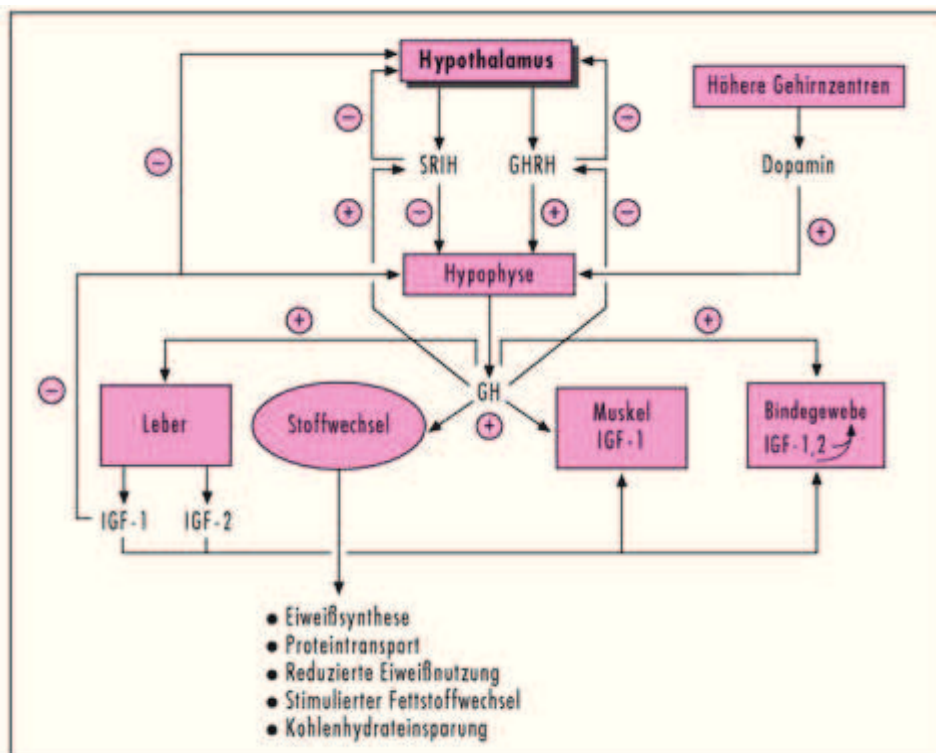 Hypothalamus
Höhere Gehirnzentren
−
−
SRIH
GHRH
Dopamin
−
+
−
+
−
+
Hypophyse
+
+
−
GH
Leber
Stoffwechsel
+
Muskel
IGF-1
Bindegewebe
IGF-1,2
IGF-1
IGF-2
● Eiweißsynthese
● Proteintransport
● Reduzierte Eiweißnutzung
● Stimulierter Fettstoffwechsel
● Kohlenhydrateinsparung